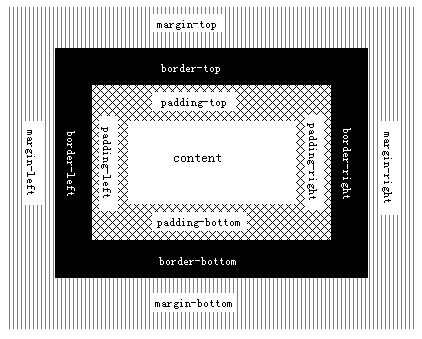 margin-top
border-top
padding-top
margin-left
border-left
padding-left
content
padding-right
border-right
margin-right
padding-bottom
border-bottom
margin-bottom